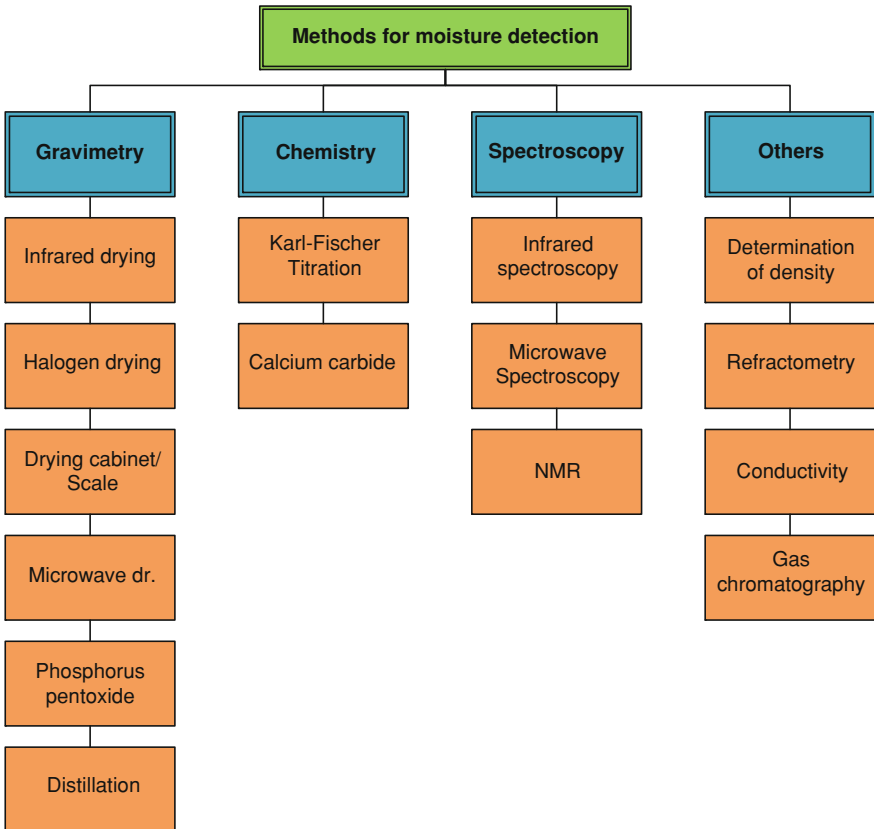 Methods for moisture detection
Gravimetry
Chemistry
Spectroscopy
Others
Infrared drying
Halogen drying
Drying cabinet/
Scale
Microwave dr.
Phosphorus
pentoxide
Distillation
Karl-Fischer
Titration
Calcium carbide
Infrared
spectroscopy
Microwave
Spectroscopy
NMR
Determination
of density
Refractometry
Conductivity
Gas
chromatography